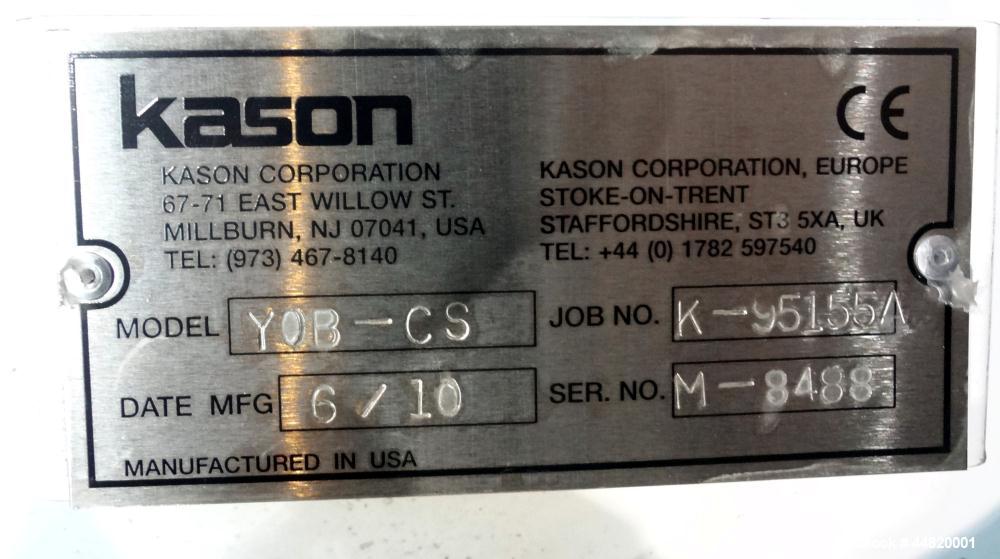 kason
CE
KASON CORPORATION
67-71 EAST WILLOW ST.
MILLBURN, NJ 07041, USA
TEL: (973) 467-8140
KASON CORPORATION, EUROPE
STOKE-ON-TRENT
STAFFORDSHIRE, ST3 5XA, UK
TEL: +44 (0) 1782 597540
MODEL Y0B-CS
JOB NO. K-95155A
DATE MFG 6/10
SER. NO. M-8488
MANUFACTURED IN USA
# 44820001